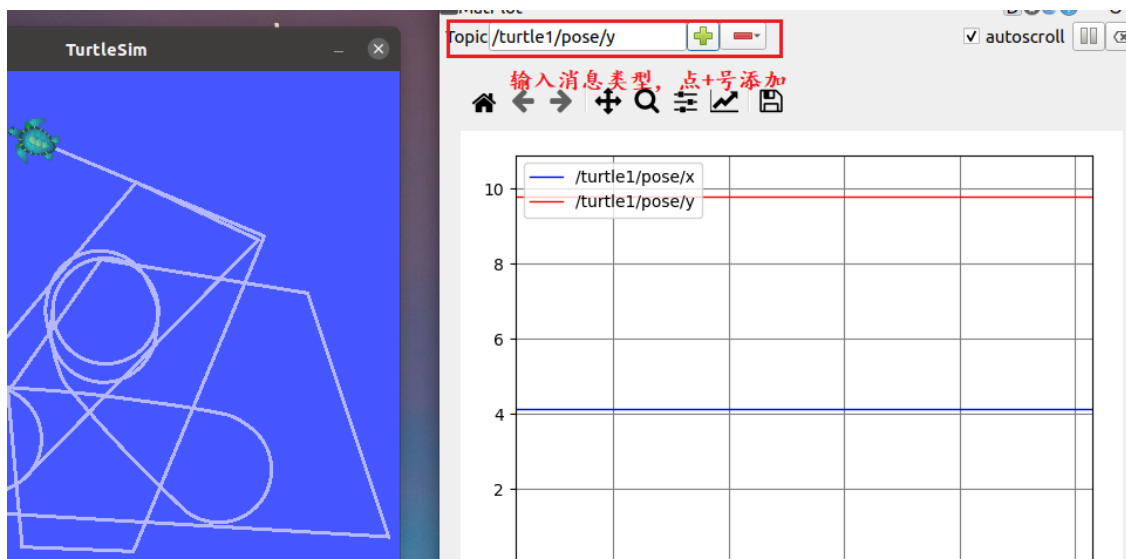 MatPlot
TurtleSim
Topic /turtle1/pose/y
autoscroll
输入消息类型，点+号添加
/turtle1/pose/x
/turtle1/pose/y
10
8
6
4
2